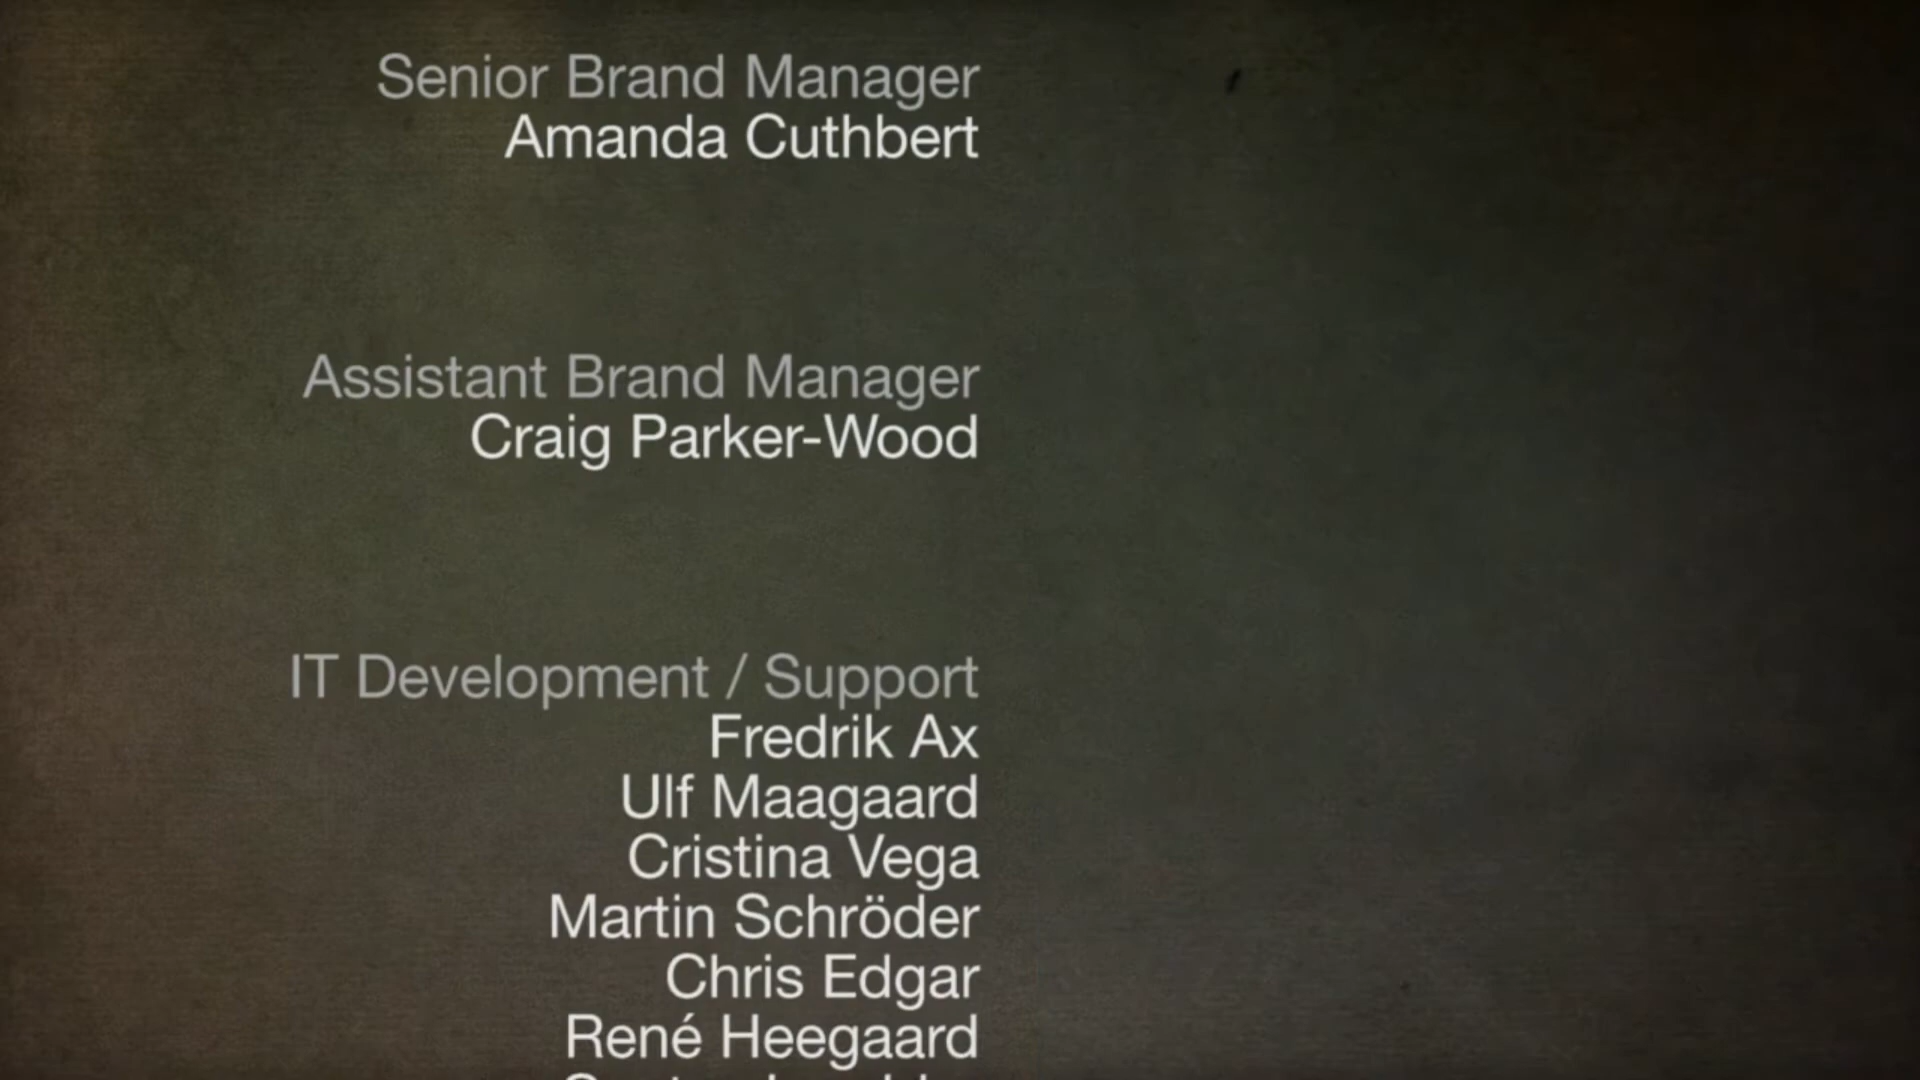 Senior Brand Manager
Amanda Cuthbert
Assistant Brand Manager
Craig Parker-Wood
IT Development / Support
Fredrik Ax
Ulf Maagaard
Cristina Vega
Martin Schröder
Chris Edgar
René Heegaard